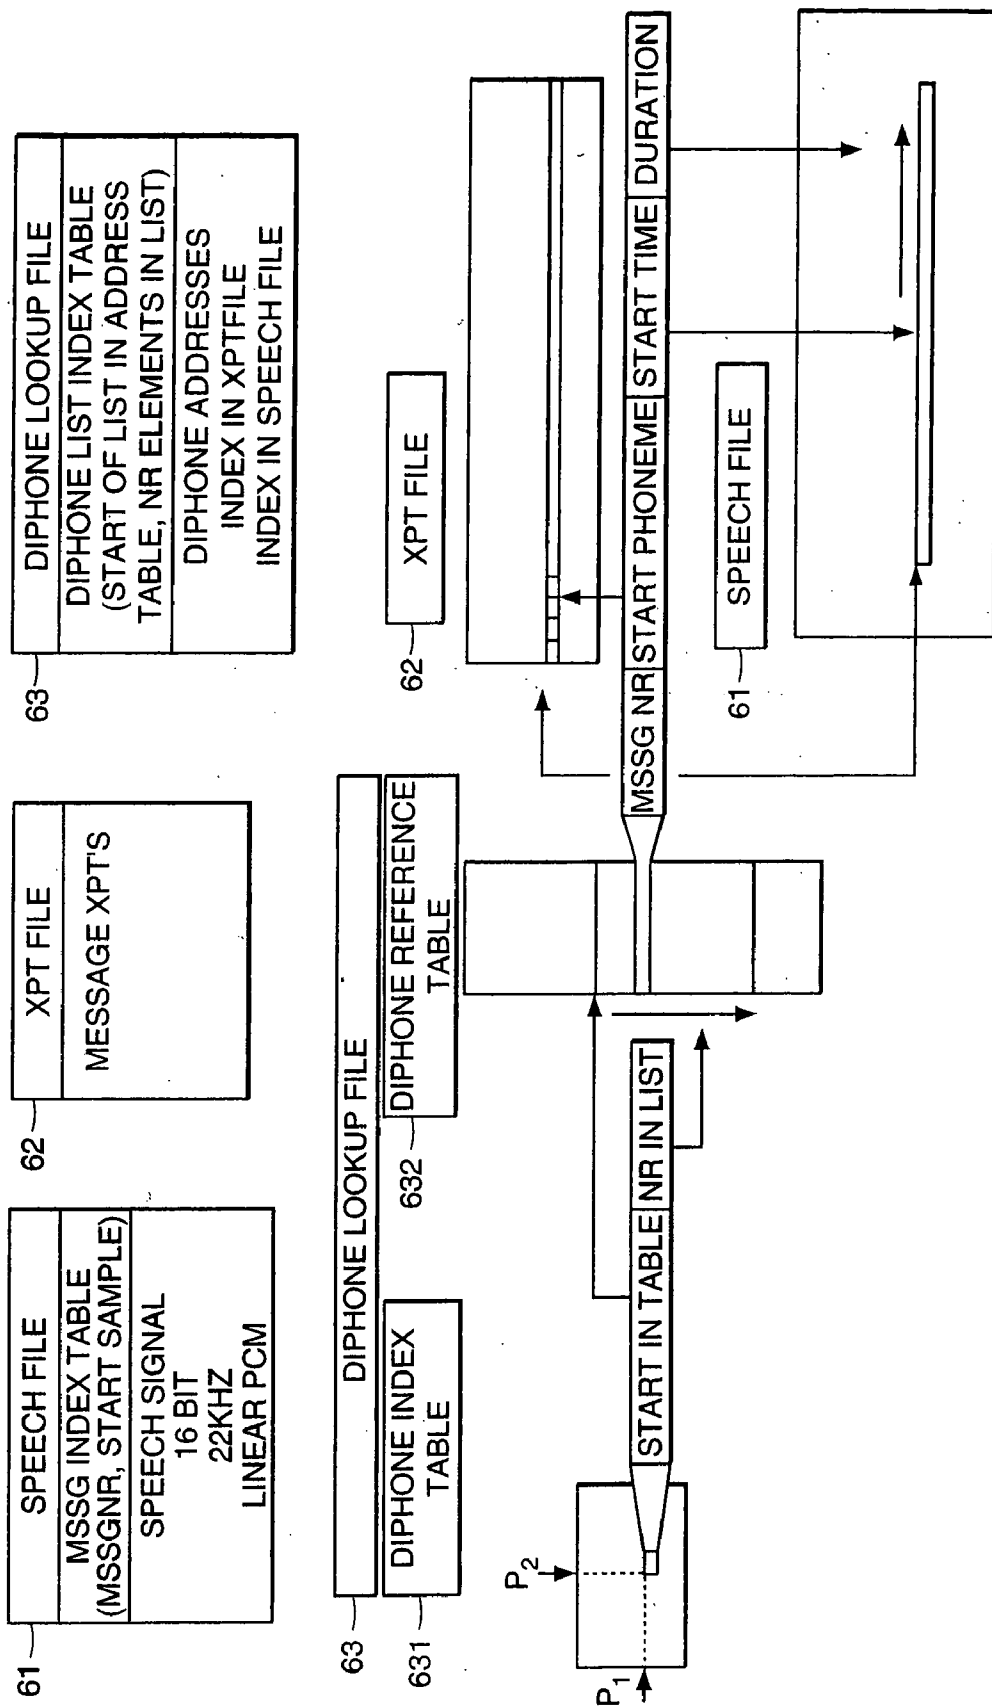 61
SPEECH FILE
MSSG INDEX TABLE
(MSSGNR, START SAMPLE)
SPEECH SIGNAL
16 BIT
22KHZ
LINEAR PCM
62
XPT FILE
MESSAGE XPT'S
63
DIPHONE LOOKUP FILE
DIPHONE LIST INDEX TABLE
(START OF LIST IN ADDRESS
TABLE, NR ELEMENTS IN LIST)
DIPHONE ADDRESSES
INDEX IN XPTFILE
INDEX IN SPEECH FILE
63
DIPHONE LOOKUP FILE
631
DIPHONE INDEX
TABLE
632
DIPHONE REFERENCE
TABLE
62
XPT FILE
P2
P1
START IN TABLE NR IN LIST
MSSG NR START PHONEME START TIME DURATION
61
SPEECH FILE